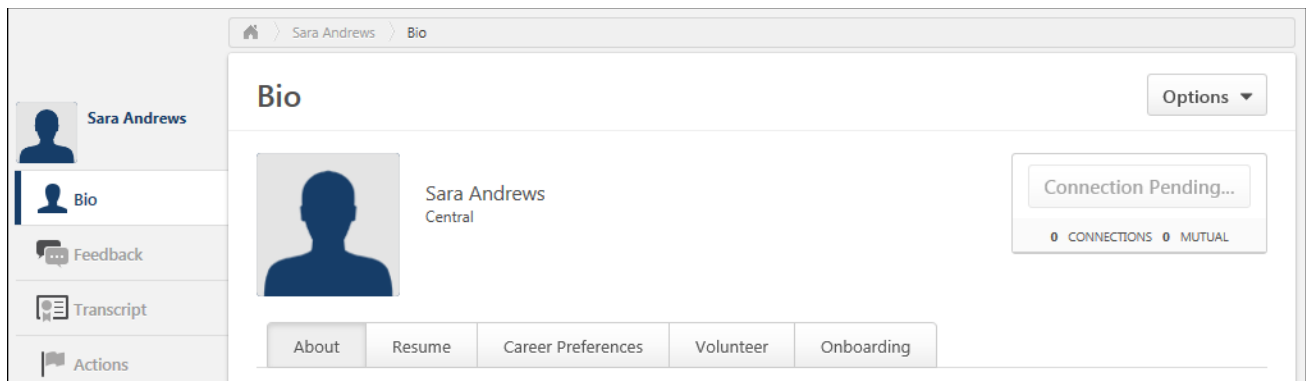 Sara Andrews Bio
Sara Andrews
Bio
Feedback
Transcript
Actions
Bio
Options
Sara Andrews
Central
Connection Pending...
0 CONNECTIONS 0 MUTUAL
About Resume Career Preferences Volunteer Onboarding